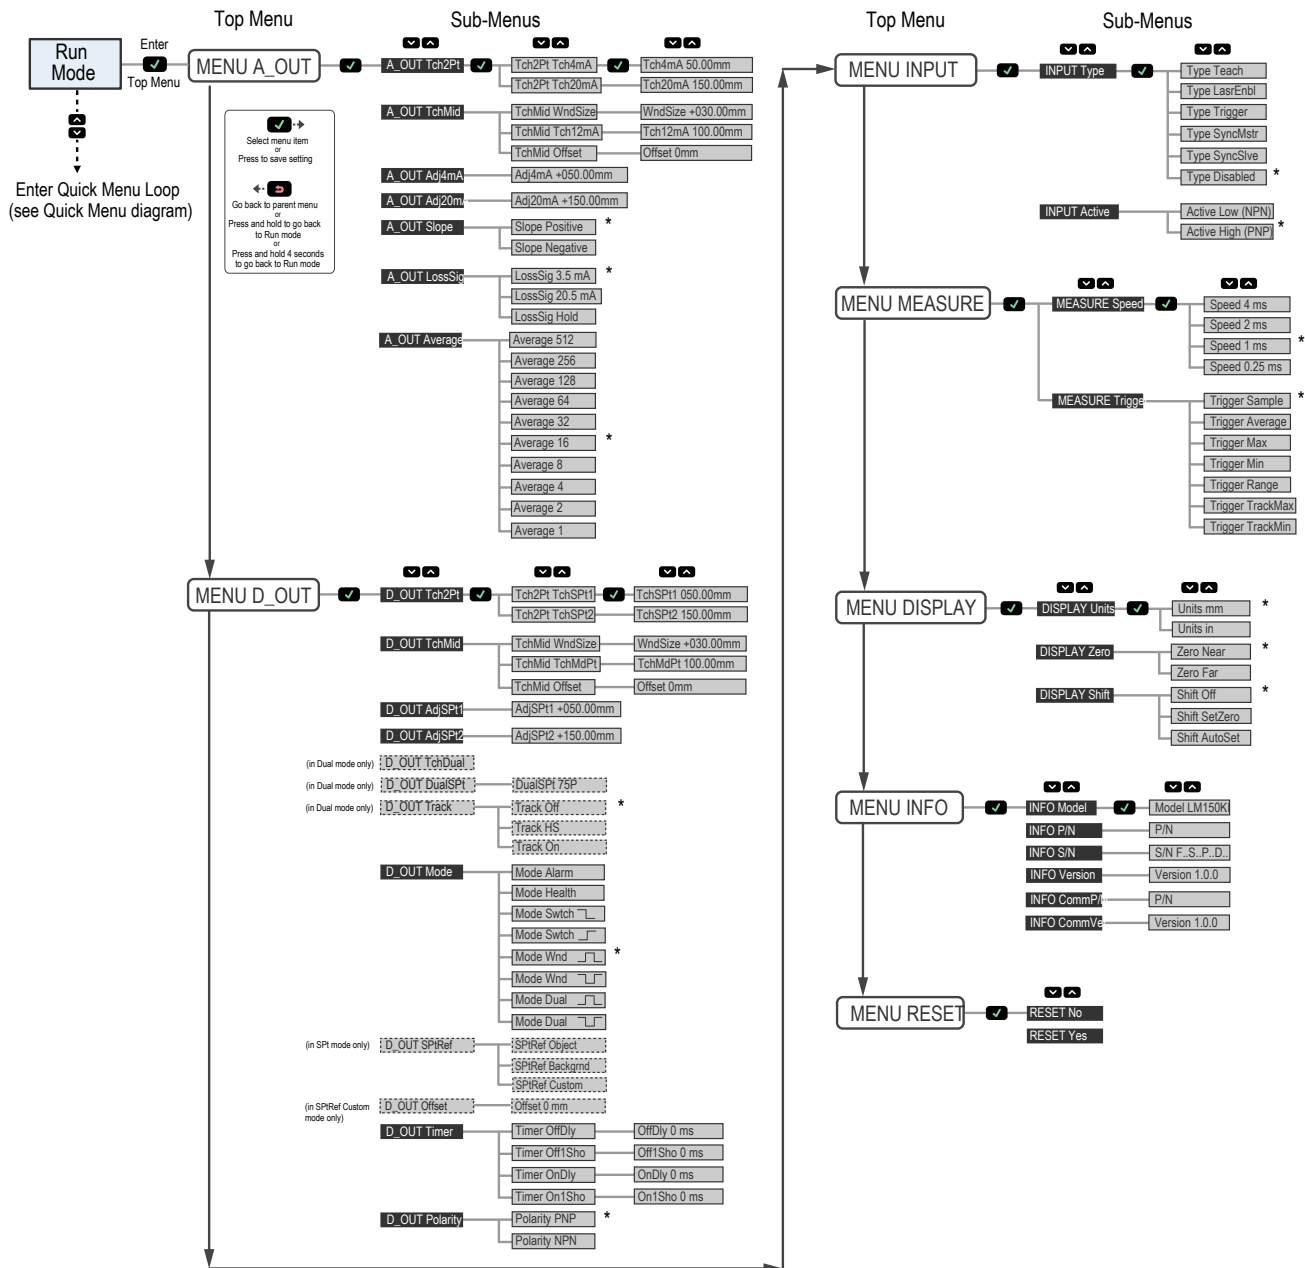 Top Menu
Sub-Menus
Run
Mode
Enter
Top Menu
Enter Quick Menu Loop
(see Quick Menu diagram)
Select menu item
or
Press to save setting
Go back to parent menu
or
Press and hold to go back
to Run mode
or
Press and hold 4 seconds
to go back to Run mode
MENU A_OUT
A_OUT Tch2Pt
Tch2Pt Tch4mA
Tch4mA 50.00mm
Tch2Pt Tch20mA
Tch20mA 150.00mm
A_OUT TchMid
TchMid WndSize
WndSize +030.00mm
TchMid Tch12mA
Tch12mA 100.00mm
TchMid Offset
Offset 0mm
A_OUT Adj4mA
Adj4mA +050.00mm
A_OUT Adj20m
Adj20mA +150.00mm
A_OUT Slope
Slope Positive *
Slope Negative
A_OUT LossSig
LossSig 3.5 mA *
LossSig 20.5 mA
LossSig Hold
A_OUT Average
Average 512
Average 256
Average 128
Average 64
Average 32
Average 16 *
Average 8
Average 4
Average 2
Average 1
MENU D_OUT
D_OUT Tch2Pt
Tch2Pt TchSPt1
TchSPt1 050.00mm
Tch2Pt TchSPt2
TchSPt2 150.00mm
D_OUT TchMid
TchMid WndSize
WndSize +030.00mm
TchMid TchMdPt
TchMdPt 100.00mm
TchMid Offset
Offset 0mm
D_OUT AdjSPt1
AdjSPt1 +050.00mm
D_OUT AdjSPt2
AdjSPt2 +150.00mm
(in Dual mode only)
D_OUT TchDual
(in Dual mode only)
D_OUT DualSPt
DualSPt 75P
(in Dual mode only)
D_OUT Track
Track Off *
Track HS
Track On
D_OUT Mode
Mode Alarm
Mode Health
Mode Swtch
Mode Swtch
Mode Wnd *
Mode Wnd
Mode Dual
Mode Dual
(in SPt mode only)
D_OUT SPtRef
SPtRef Object
SPtRef Backgrnd
SPtRef Custom
(in SPtRef Custom
mode only)
D_OUT Offset
Offset 0 mm
D_OUT Timer
Timer OffDly
OffDly 0 ms
Timer Off1Sho
Off1Sho 0 ms
Timer OnDly
OnDly 0 ms
Timer On1Sho
On1Sho 0 ms
D_OUT Polarity
Polarity PNP *
Polarity NPN
Top Menu
Sub-Menus
MENU INPUT
INPUT Type
Type Teach
Type LasrEnbl
Type Trigger
Type SyncMstr
Type SyncSlve
Type Disabled *
INPUT Active
Active Low (NPN)
Active High (PNP) *
MENU MEASURE
MEASURE Speed
Speed 4 ms
Speed 2 ms
Speed 1 ms *
Speed 0.25 ms
MEASURE Trigge
Trigger Sample *
Trigger Average
Trigger Max
Trigger Min
Trigger Range
Trigger TrackMax
Trigger TrackMin
MENU DISPLAY
DISPLAY Units
Units mm *
Units in
DISPLAY Zero
Zero Near *
Zero Far
DISPLAY Shift
Shift Off *
Shift SetZero
Shift AutoSet
MENU INFO
INFO Model
Model LM150KI
INFO P/N
P/N
INFO S/N
S/N F..S..P..D..
INFO Version
Version 1.0.0
INFO CommP/
P/N
INFO CommVe
Version 1.0.0
MENU RESET
RESET No
RESET Yes